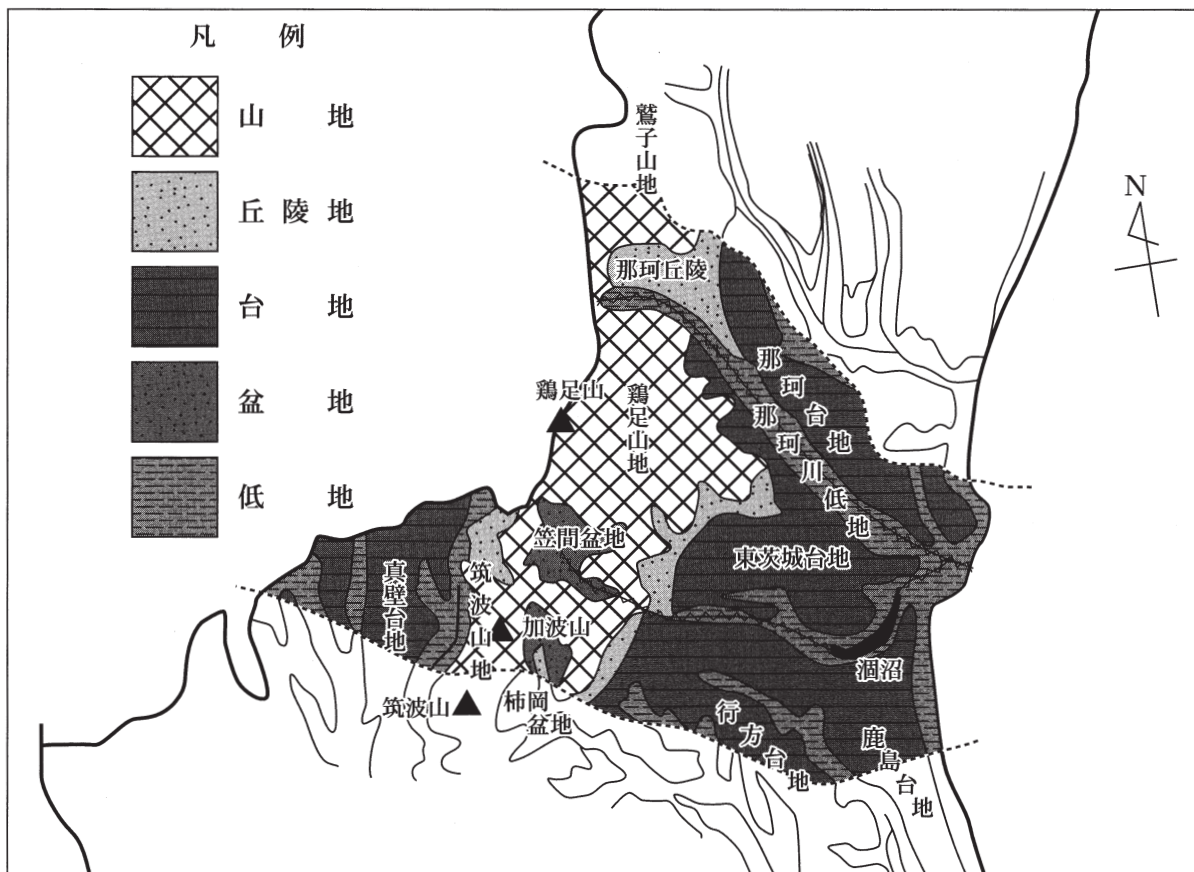 凡 例
山 地
丘 陵 地
台 地
盆 地
低 地
N
鷲子山地
那珂丘陵
鶏足山
鶏足山地
那珂台地
那珂川低地
笠間盆地
東茨城台地
真壁台地
筑波山地
加波山
涸沼
筑波山
柿岡
盆地
行方台地
鹿島台地